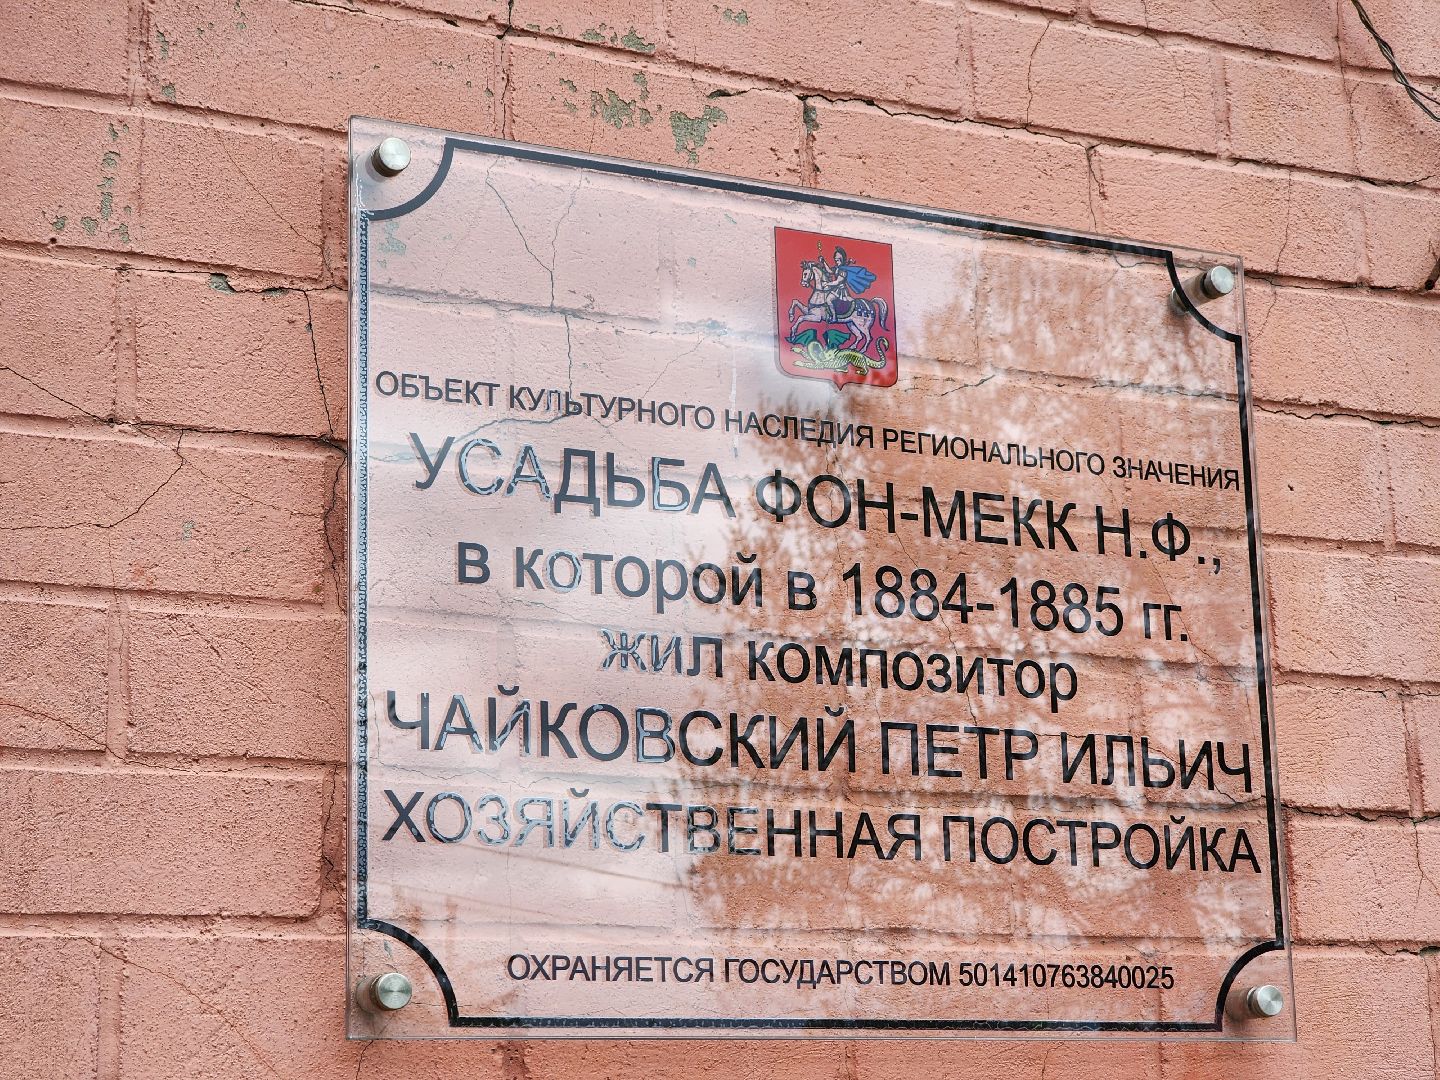 ОБЪЕКТ КУЛЬТУРНОГО НАСЛЕДИЯ РЕГИОНАЛЬНОГО ЗНАЧЕНИЯ
УСАДЬБА ФОН-МЕКК Н.Ф.,
в которой в 1884-1885 гг.
жил композитор
ЧАЙКОВСКИЙ ПЕТР ИЛЬИЧ
ХОЗЯЙСТВЕННАЯ ПОСТРОЙКА
ОХРАНЯЕТСЯ ГОСУДАРСТВОМ 501410763840025